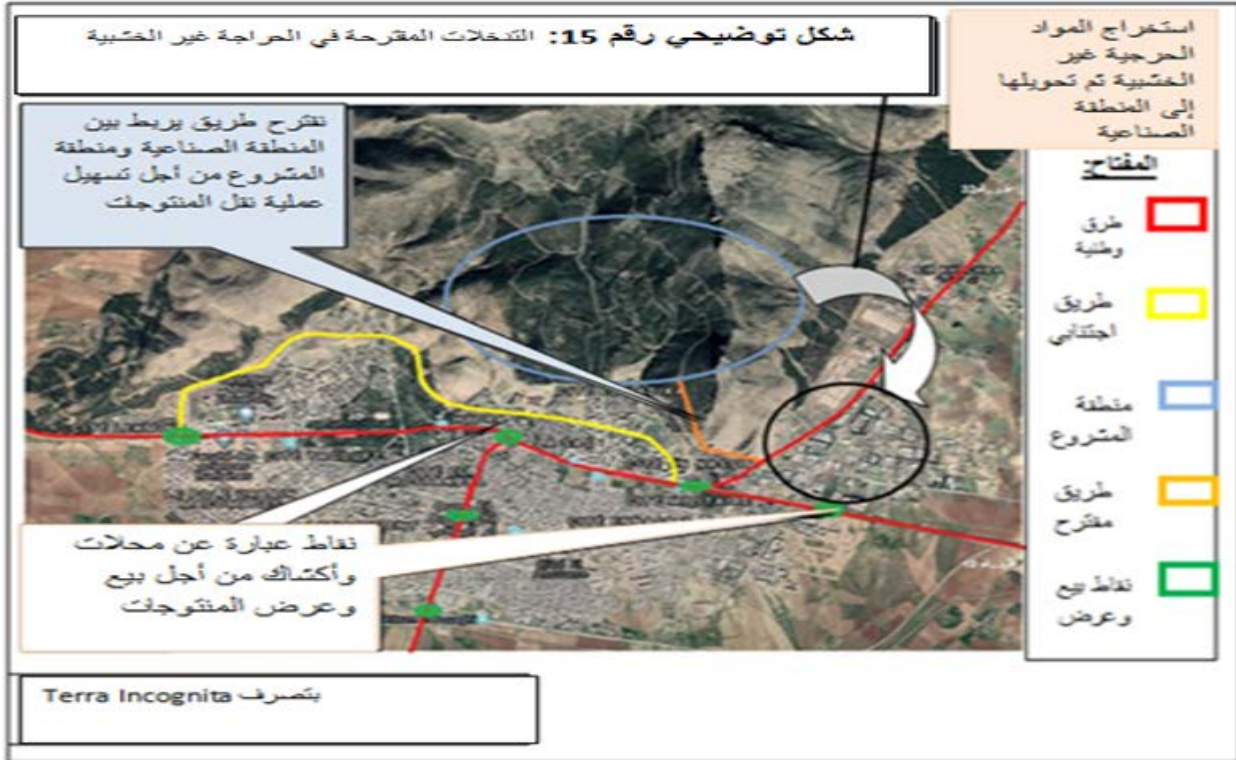 شكل توضيحي رقم 15: التدخلات المقترحة في الحراجة غير الخشبية
استخراج المواد
الحرجية غير
الخشبية ثم تحويلها
إلى المنطقة
الصناعية
نقترح طريق يربط بين
المنطقة الصناعية ومنطقة
المشروع من أجل تسهيل
عملية نقل المنتوجات
المفتاح:
طرق
وطنية
طريق
اجتنابي
منطقة
المشروع
طريق
مقترح
نقاط بيع
وعرض
نقاط عبارة عن محلات
وأكشاك من أجل بيع
وعرض المنتوجات
بتصرف Terra Incognita